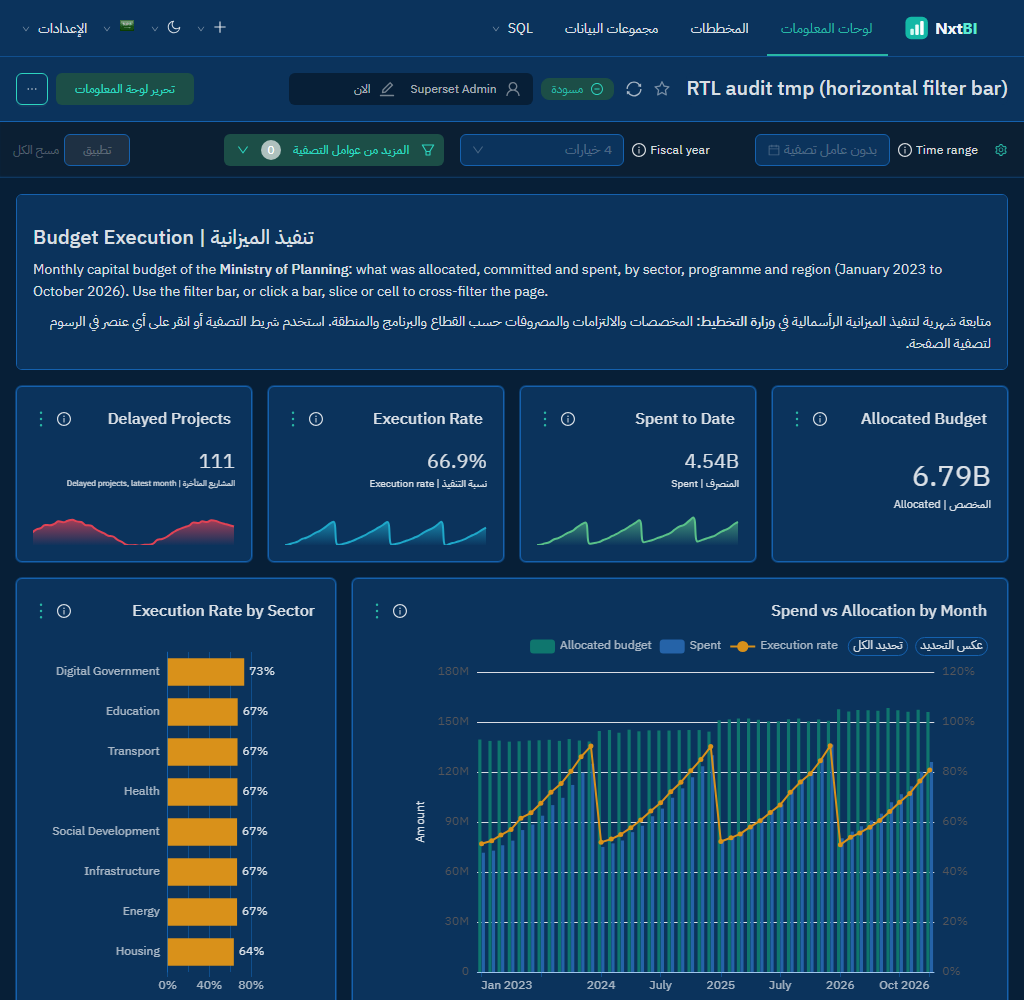 NxtBI
لوحات المعلومات
المخططات
مجموعات البيانات
SQL
الإعدادات
RTL audit tmp (horizontal filter bar)
مسودة
Superset Admin
الآن
تحرير لوحة المعلومات
...
Time range
بدون عامل تصفية
Fiscal year
4 خيارات
المزيد من عوامل التصفية
0
تطبيق
مسح الكل
Budget Execution | تنفيذ الميزانية
Monthly capital budget of the Ministry of Planning: what was allocated, committed and spent, by sector, programme and region (January 2023 to
October 2026). Use the filter bar, or click a bar, slice or cell to cross-filter the page.
متابعة شهرية لتنفيذ الميزانية الرأسمالية في وزارة التخطيط: المخصصات والالتزامات والمصروفات حسب القطاع والبرنامج والمنطقة. استخدم شريط التصفية أو انقر على أي عنصر في الرسوم
لتصفية الصفحة.
Allocated Budget
6.79B
Allocated | المخصص
Spent to Date
4.54B
Spent | المنصرف
Execution Rate
66.9%
Execution rate | نسبة التنفيذ
Delayed Projects
111
Delayed projects, latest month | المشاريع المتأخرة
Spend vs Allocation by Month
Allocated budget
Spent
Execution rate
تحديد الكل
عكس التحديد
180M
150M
120M
90M
60M
30M
0
Amount
120%
100%
80%
60%
40%
20%
0%
Jan 2023
2024
July
2025
July
2026
Oct 2026
Execution Rate by Sector
Digital Government 73%
Education 67%
Transport 67%
Health 67%
Social Development 67%
Infrastructure 67%
Energy 67%
Housing 64%
0% 40% 80%